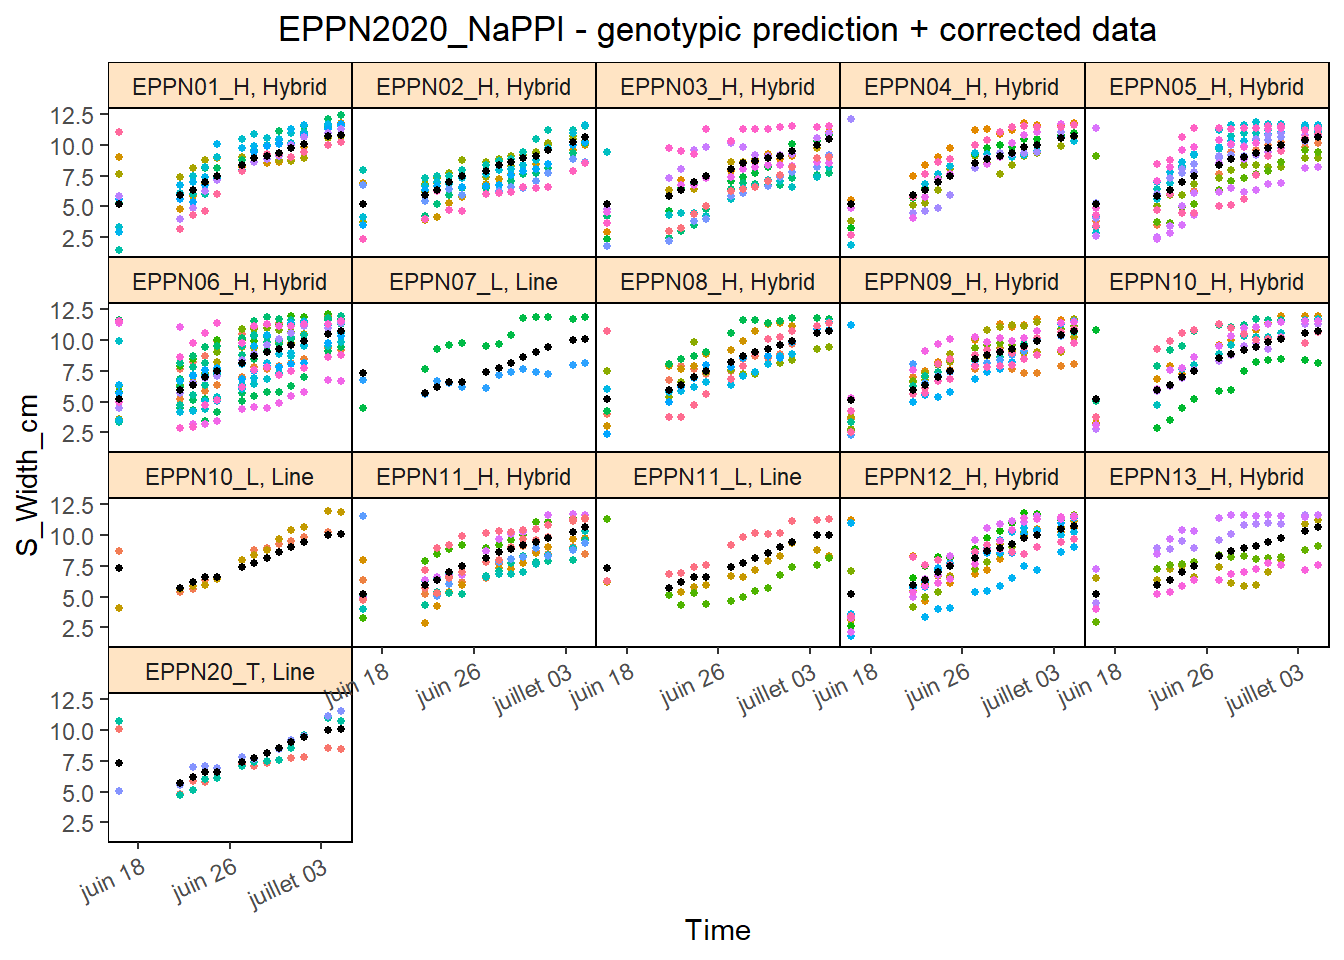 EPPN2020_NaPPI - genotypic prediction + corrected data
EPPN01_H, Hybrid
EPPN02_H, Hybrid
EPPN03_H, Hybrid
EPPN04_H, Hybrid
EPPN05_H, Hybrid
12.5
10.0
7.5
5.0
2.5
EPPN06_H, Hybrid
EPPN07_L, Line
EPPN08_H, Hybrid
EPPN09_H, Hybrid
EPPN10_H, Hybrid
12.5
10.0
7.5
5.0
2.5
S_Width_cm
EPPN10_L, Line
EPPN11_H, Hybrid
EPPN11_L, Line
EPPN12_H, Hybrid
EPPN13_H, Hybrid
12.5
10.0
7.5
5.0
2.5
EPPN20_T, Line
juin 18
juin 26
juillet 03
juin 18
juin 26
juillet 03
juin 18
juin 26
juillet 03
juin 18
juin 26
juillet 03
12.5
10.0
7.5
5.0
2.5
juin 18
juin 26
juillet 03
Time